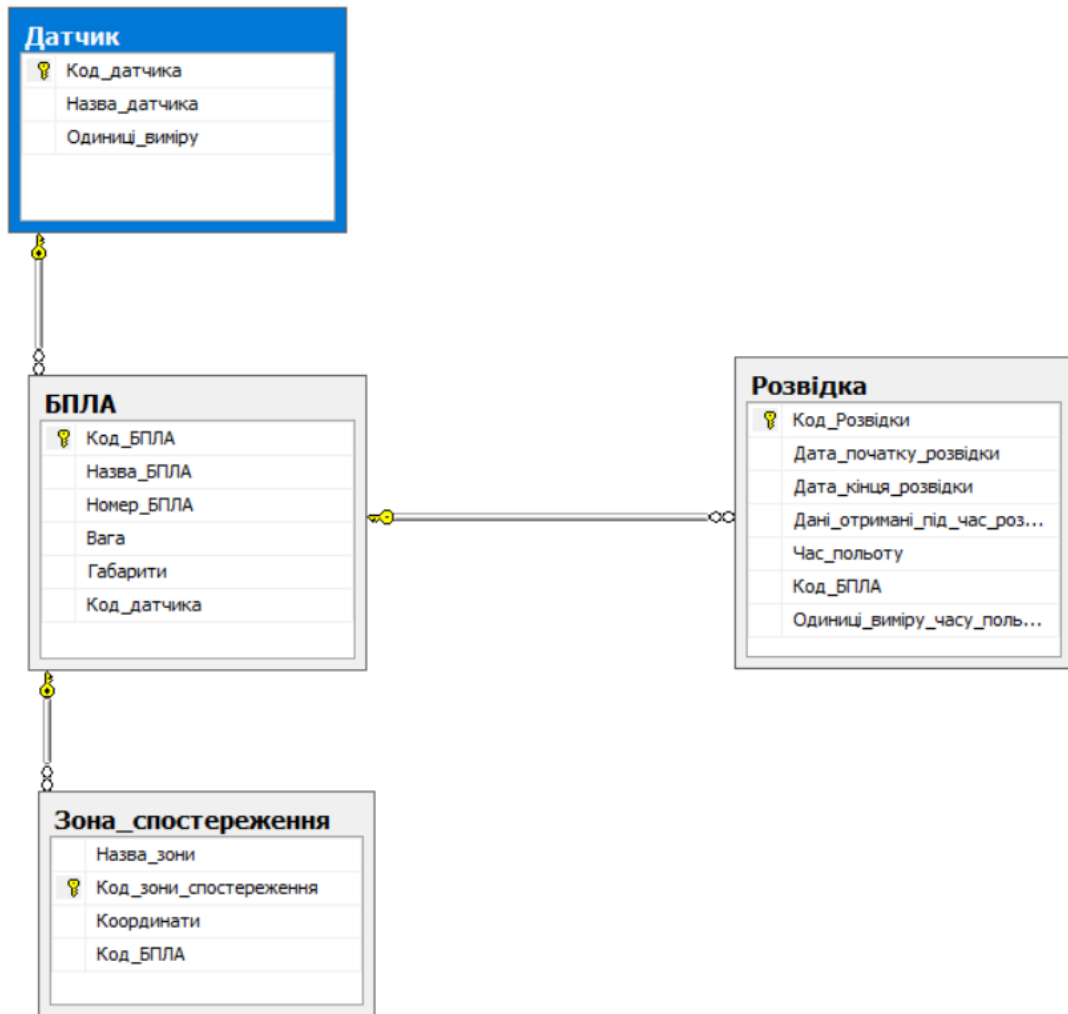 Датчик
Код_датчика
Назва_датчика
Одиниці_виміру
БПЛА
Код_БПЛА
Назва_БПЛА
Номер_БПЛА
Вага
Габарити
Код_датчика
Розвідка
Код_Розвідки
Дата_початку_розвідки
Дата_кінця_розвідки
Дані_отримані_під_час_роз...
Час_польоту
Код_БПЛА
Одиниці_виміру_часу_поль...
Зона_спостереження
Назва_зони
Код_зони_спостереження
Координати
Код_БПЛА